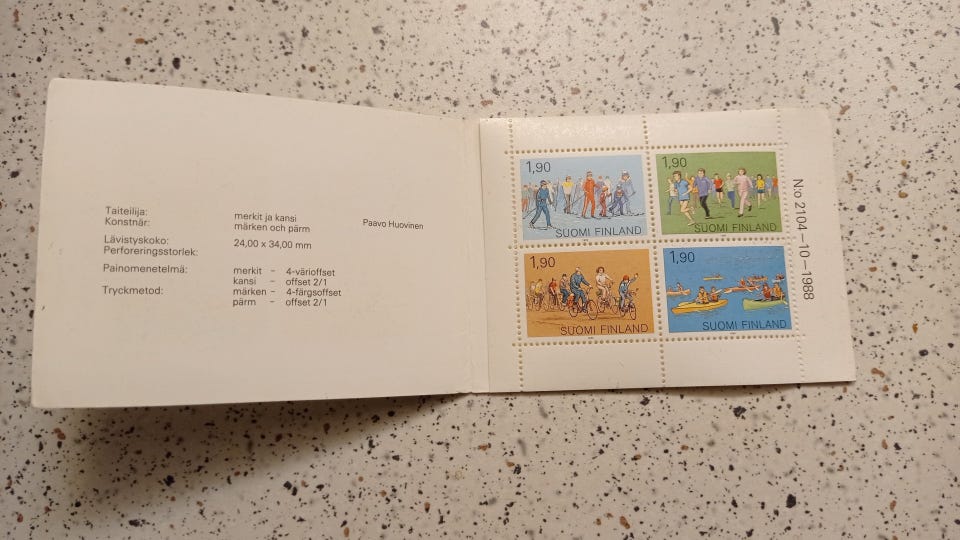 Taiteilija: merkit ja kansi
Konstnär: märken och pärm Paavo Huovinen
Lävistyskoko: 24,00 x 34,00 mm
Perforeringsstorlek:
Painomenetelmä: merkit – 4-värioffset
kansi – offset 2/1
Tryckmetod: märken – 4-färgsoffset
pärm – offset 2/1
1,90
SUOMI FINLAND
1,90
SUOMI FINLAND
1,90
SUOMI FINLAND
1,90
SUOMI FINLAND
No 2104–10–1988